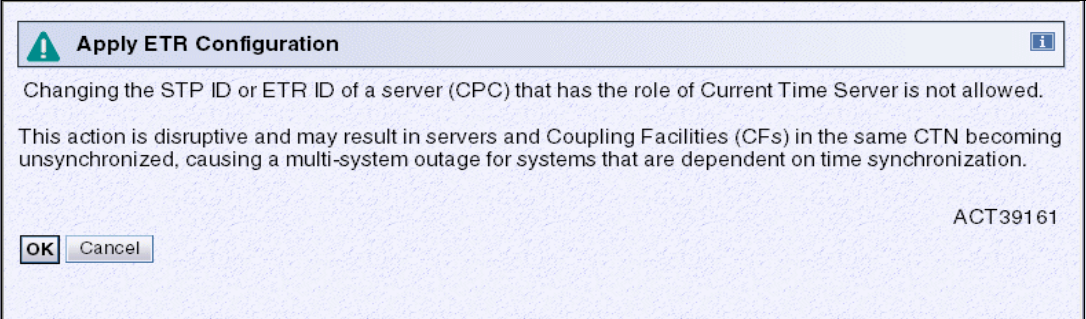 Apply ETR Configuration
i
Changing the STP ID or ETR ID of a server (CPC) that has the role of Current Time Server is not allowed.
This action is disruptive and may result in servers and Coupling Facilities (CFs) in the same CTN becoming
unsynchronized, causing a multi-system outage for systems that are dependent on time synchronization.
ACT39161
OK Cancel